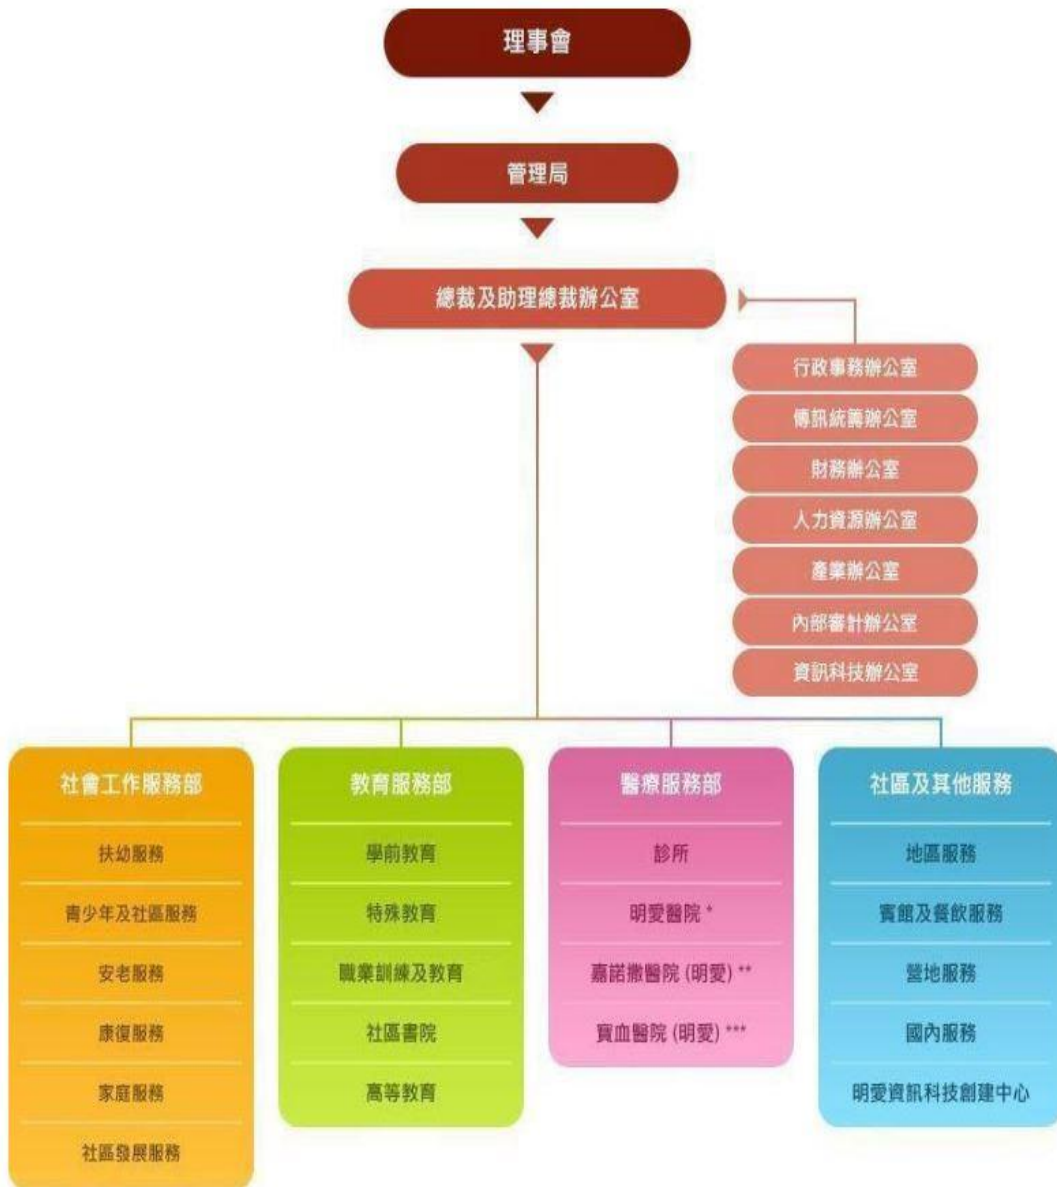 理事會
管理局
總裁及助理總裁辦公室
行政事務辦公室
傳訊統籌辦公室
財務辦公室
人力資源辦公室
產業辦公室
內部審計辦公室
資訊科技辦公室
社會工作服務部
扶幼服務
青少年及社區服務
安老服務
康復服務
家庭服務
社區發展服務
教育服務部
學前教育
特殊教育
職業訓練及教育
社區書院
高等教育
醫療服務部
診所
明愛醫院 *
嘉諾撒醫院 (明愛) **
寶血醫院 (明愛) ***
社區及其他服務
地區服務
賓館及餐飲服務
營地服務
國內服務
明愛資訊科技創建中心